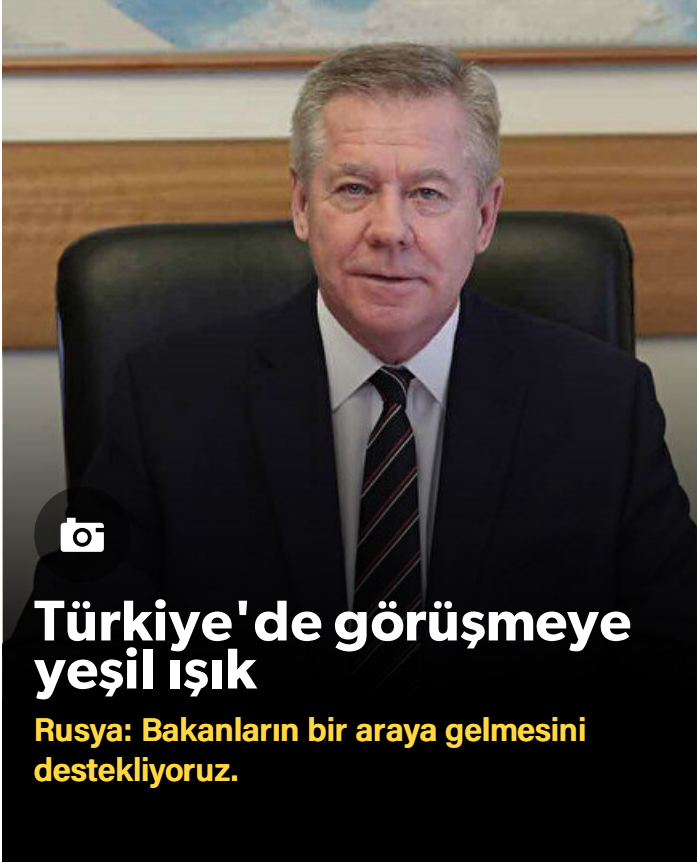 Türkiye'de görüşmeye
yeşil ışık
Rusya: Bakanların bir araya gelmesini
destekliyoruz.